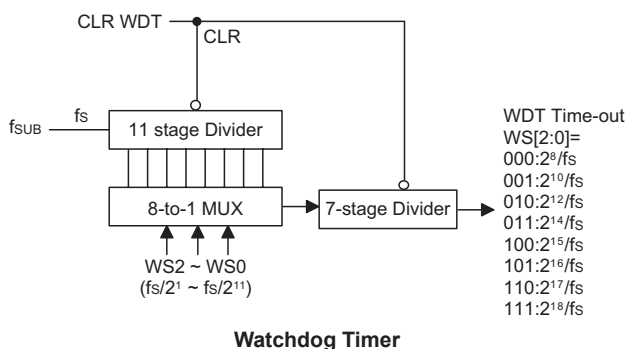 CLR WDT
CLR
fSUB
fS
11 stage Divider
8-to-1 MUX
7-stage Divider
WS2 ~ WS0
(fS/2¹ ~ fS/2¹¹)
WDT Time-out
WS[2:0]=
000:2⁸/fS
001:2¹⁰/fS
010:2¹²/fS
011:2¹⁴/fS
100:2¹⁵/fS
101:2¹⁶/fS
110:2¹⁷/fS
111:2¹⁸/fS
Watchdog Timer